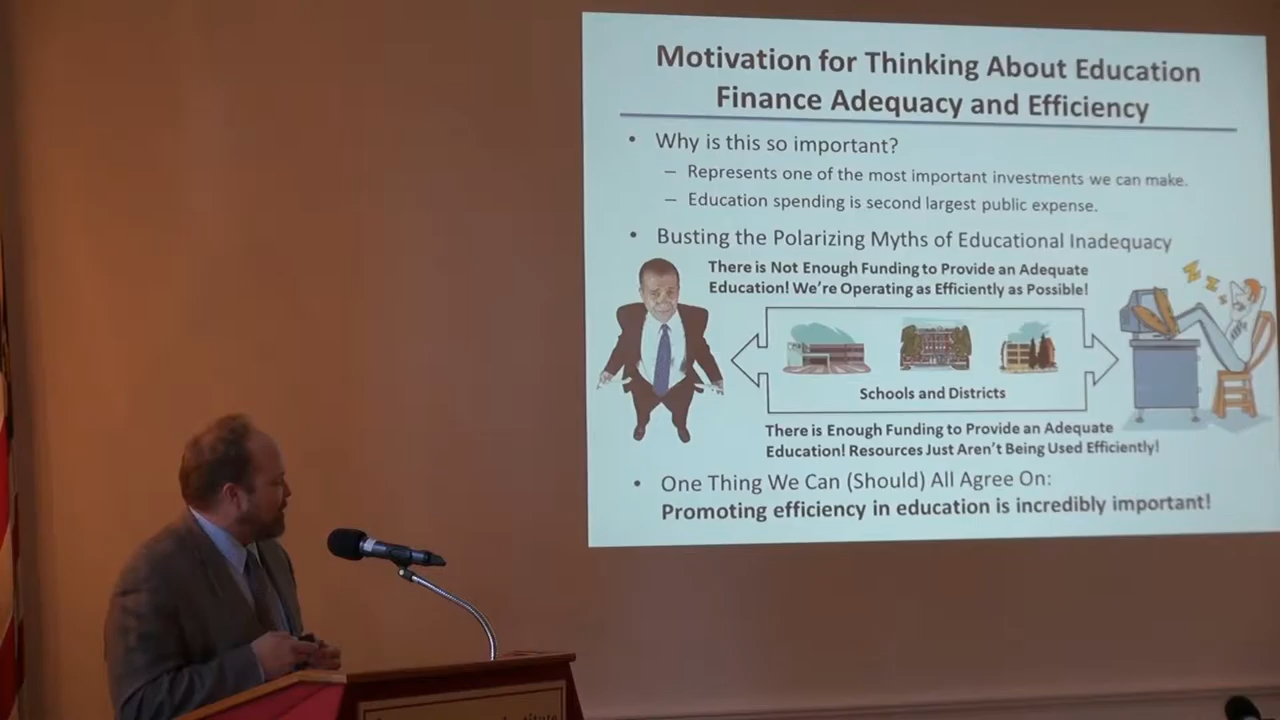 Motivation for Thinking About Education
Finance Adequacy and Efficiency
• Why is this so important?
– Represents one of the most important investments we can make.
– Education spending is second largest public expense.
• Busting the Polarizing Myths of Educational Inadequacy
There is Not Enough Funding to Provide an Adequate
Education! We're Operating as Efficiently as Possible!
Z
Z
Z
Schools and Districts
There is Enough Funding to Provide an Adequate
Education! Resources Just Aren't Being Used Efficiently!
• One Thing We Can (Should) All Agree On:
Promoting efficiency in education is incredibly important!